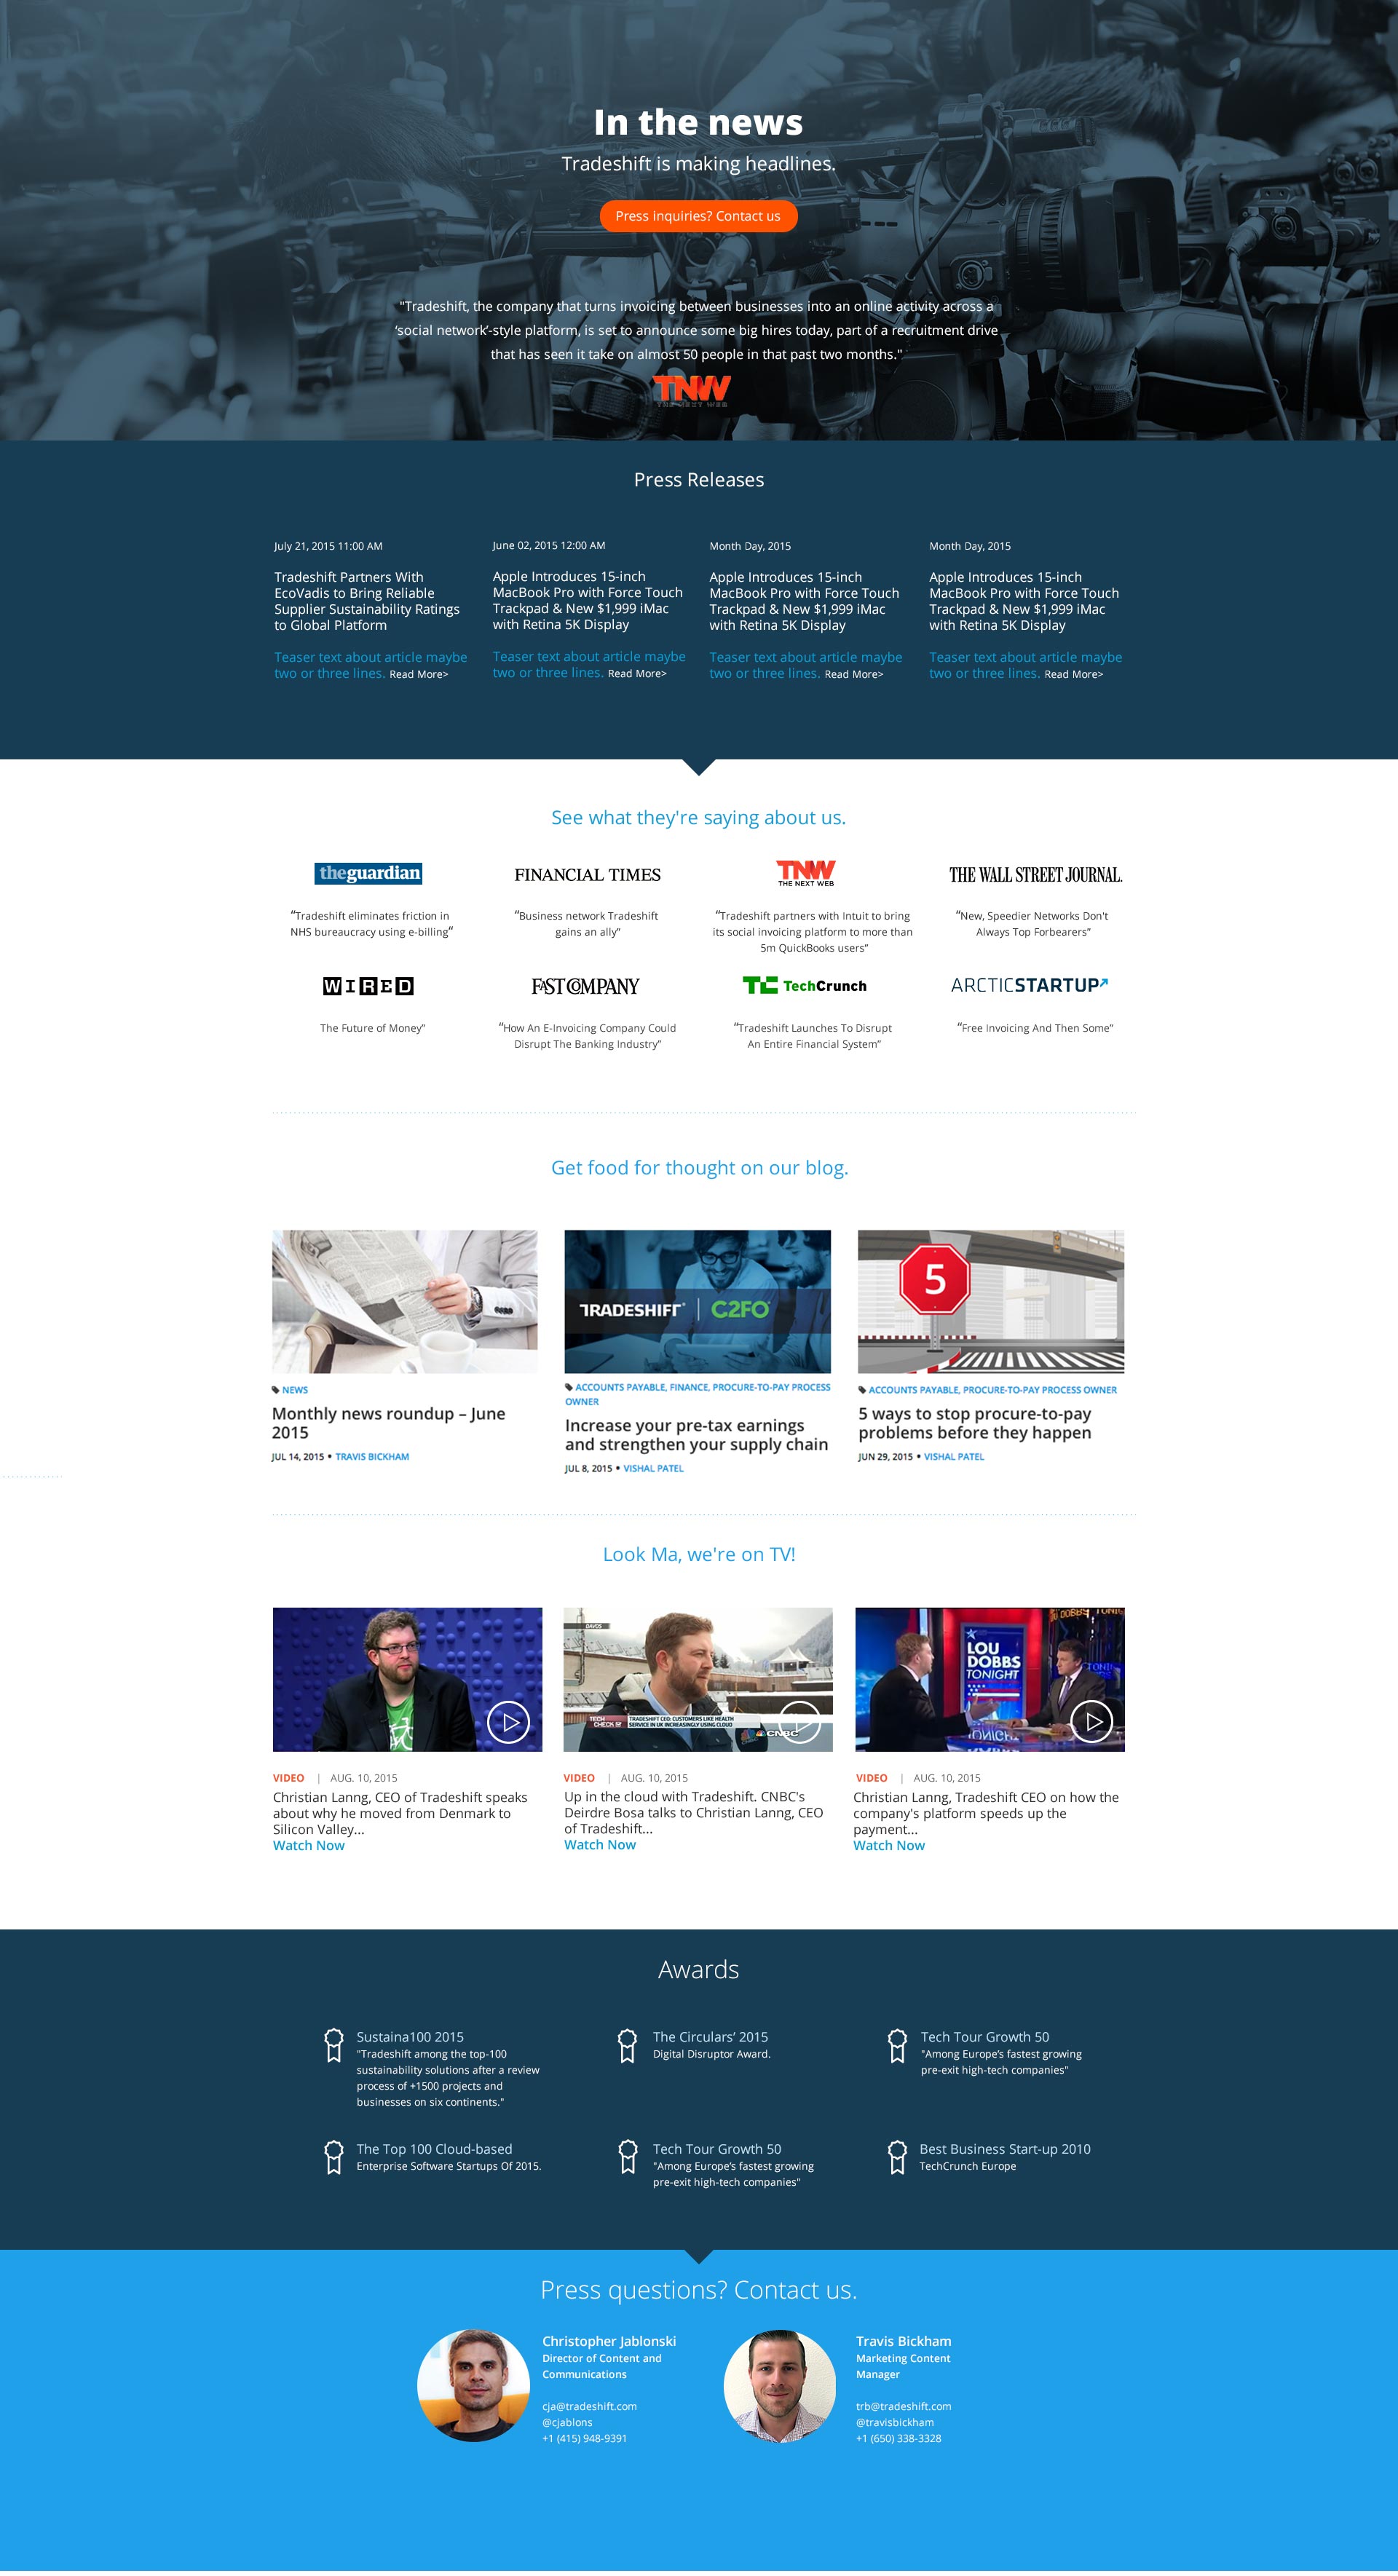 In the news
Tradeshift is making headlines.
Press inquiries? Contact us
"Tradeshift, the company that turns invoicing between businesses into an online activity across a
'social network'-style platform, is set to announce some big hires today, part of a recruitment drive
that has seen it take on almost 50 people in that past two months."
TNW
THE NEXT WEB
Press Releases
July 21, 2015 11:00 AM
Tradeshift Partners With
EcoVadis to Bring Reliable
Supplier Sustainability Ratings
to Global Platform
Teaser text about article maybe
two or three lines. Read More>
June 02, 2015 12:00 AM
Apple Introduces 15-inch
MacBook Pro with Force Touch
Trackpad & New $1,999 iMac
with Retina 5K Display
Teaser text about article maybe
two or three lines. Read More>
Month Day, 2015
Apple Introduces 15-inch
MacBook Pro with Force Touch
Trackpad & New $1,999 iMac
with Retina 5K Display
Teaser text about article maybe
two or three lines. Read More>
Month Day, 2015
Apple Introduces 15-inch
MacBook Pro with Force Touch
Trackpad & New $1,999 iMac
with Retina 5K Display
Teaser text about article maybe
two or three lines. Read More>
See what they're saying about us.
theguardian
"Tradeshift eliminates friction in
NHS bureaucracy using e-billing"
FINANCIAL TIMES
"Business network Tradeshift
gains an ally"
TNW
THE NEXT WEB
"Tradeshift partners with Intuit to bring
its social invoicing platform to more than
5m QuickBooks users"
THE WALL STREET JOURNAL.
"New, Speedier Networks Don't
Always Top Forbearers"
WIRED
The Future of Money"
FAST COMPANY
"How An E-Invoicing Company Could
Disrupt The Banking Industry"
TC TechCrunch
"Tradeshift Launches To Disrupt
An Entire Financial System"
ARCTICSTARTUP
"Free Invoicing And Then Some"
Get food for thought on our blog.
NEWS
Monthly news roundup – June
2015
JUL 14, 2015 • TRAVIS BICKHAM
TRADESHIFT | C2FO
ACCOUNTS PAYABLE, FINANCE, PROCURE-TO-PAY PROCESS
OWNER
Increase your pre-tax earnings
and strengthen your supply chain
JUL 8, 2015 • VISHAL PATEL
5
ACCOUNTS PAYABLE, PROCURE-TO-PAY PROCESS OWNER
5 ways to stop procure-to-pay
problems before they happen
JUN 29, 2015 • VISHAL PATEL
Look Ma, we're on TV!
VIDEO | AUG. 10, 2015
Christian Lanng, CEO of Tradeshift speaks
about why he moved from Denmark to
Silicon Valley...
Watch Now
DAVOS
TECH
CHECK
TRADESHIFT CEO: CUSTOMERS LIKE HEALTH
SERVICE IN UK INCREASINGLY USING CLOUD
CNBC
VIDEO | AUG. 10, 2015
Up in the cloud with Tradeshift. CNBC's
Deirdre Bosa talks to Christian Lanng, CEO
of Tradeshift...
Watch Now
LOU
DOBBS
TONIGHT
VIDEO | AUG. 10, 2015
Christian Lanng, Tradeshift CEO on how the
company's platform speeds up the
payment...
Watch Now
Awards
Sustaina100 2015
"Tradeshift among the top-100
sustainability solutions after a review
process of +1500 projects and
businesses on six continents."
The Circulars' 2015
Digital Disruptor Award.
Tech Tour Growth 50
"Among Europe's fastest growing
pre-exit high-tech companies"
The Top 100 Cloud-based
Enterprise Software Startups Of 2015.
Tech Tour Growth 50
"Among Europe's fastest growing
pre-exit high-tech companies"
Best Business Start-up 2010
TechCrunch Europe
Press questions? Contact us.
Christopher Jablonski
Director of Content and
Communications
cja@tradeshift.com
@cjablons
+1 (415) 948-9391
Travis Bickham
Marketing Content
Manager
trb@tradeshift.com
@travisbickham
+1 (650) 338-3328